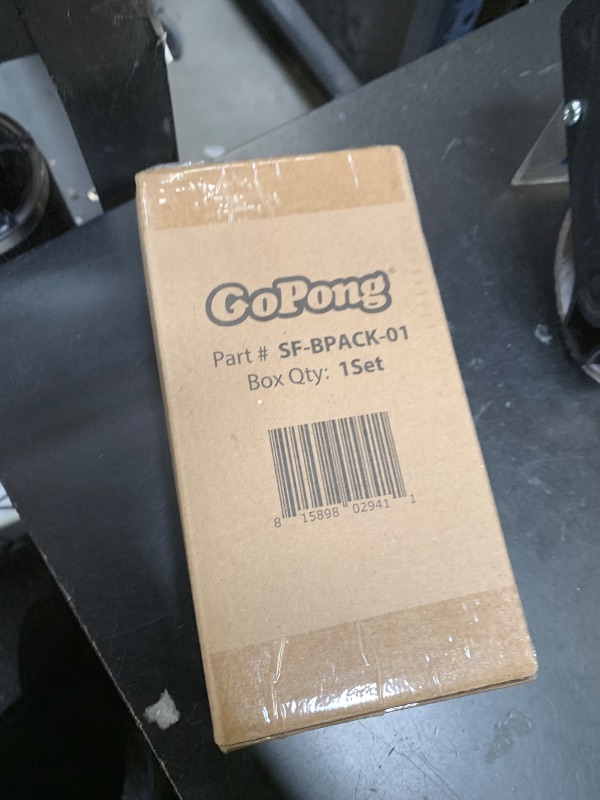 GoPong®
Part # SF-BPACK-01
Box Qty: 1Set
8 15898 02941 1